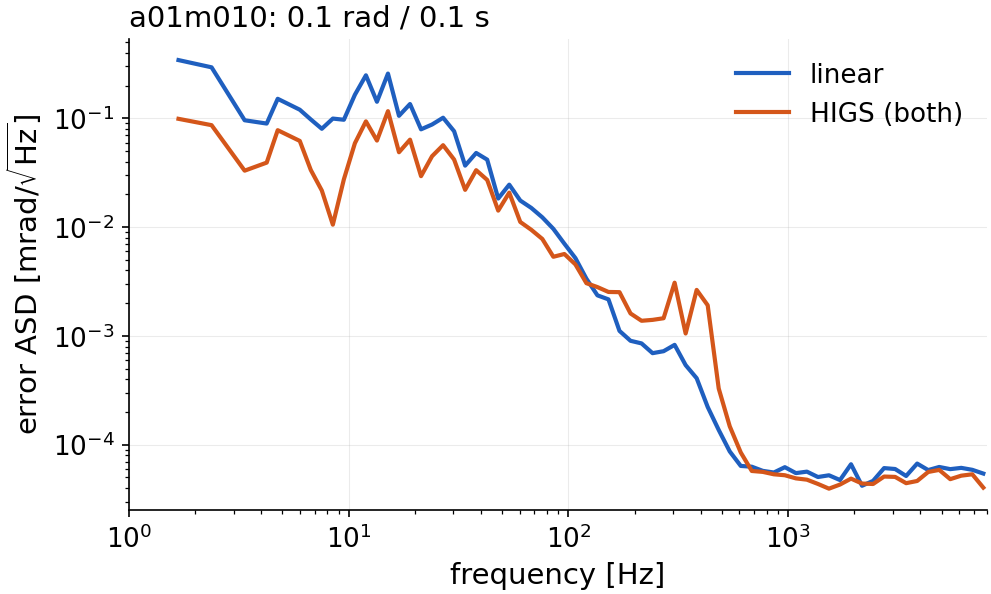 a01m010: 0.1 rad / 0.1 s
linear
HIGS (both)
error ASD [mrad/√Hz]
10⁻¹
10⁻²
10⁻³
10⁻⁴
10⁰ 10¹ 10² 10³
frequency [Hz]